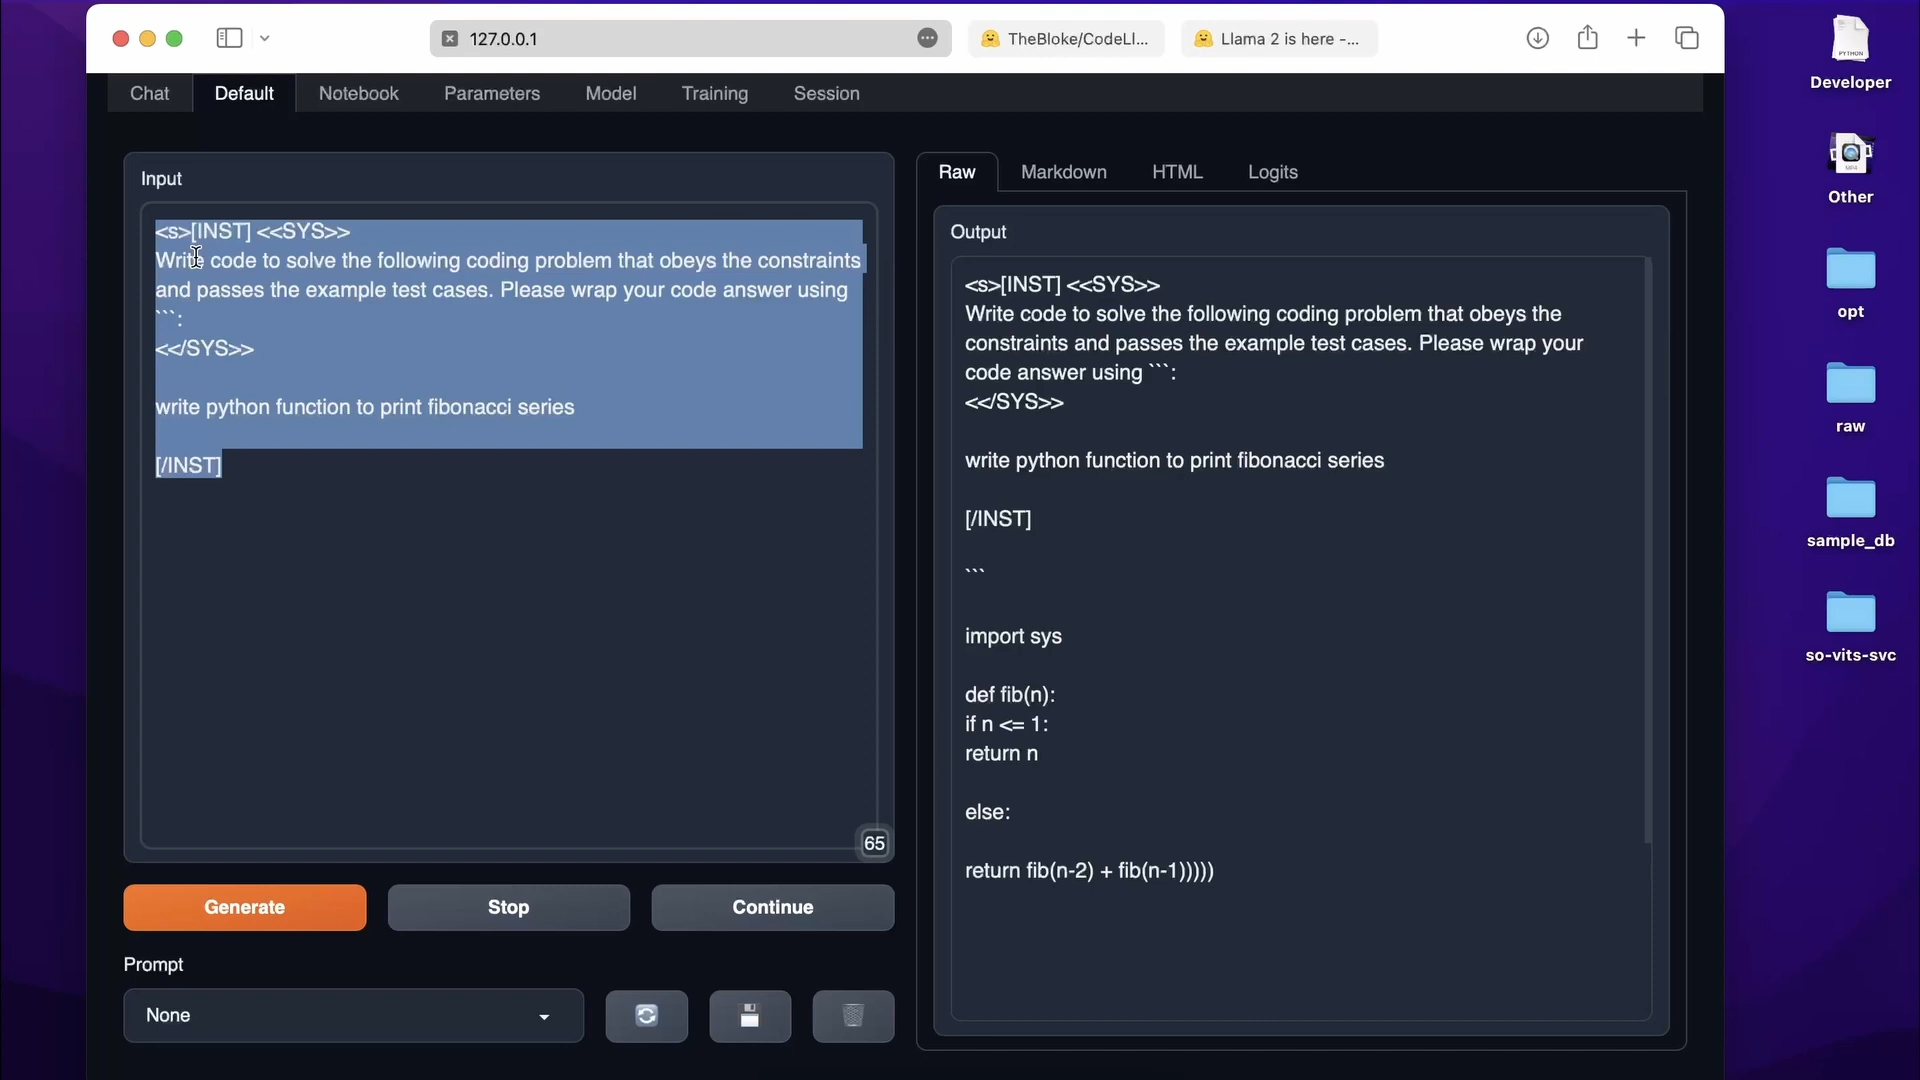 127.0.0.1
TheBloke/CodeLl...
Llama 2 is here -...
Chat
Default
Notebook
Parameters
Model
Training
Session
Input
<s>[INST] <<SYS>>
Write code to solve the following coding problem that obeys the constraints
and passes the example test cases. Please wrap your code answer using
```:
<</SYS>>
write python function to print fibonacci series
[/INST]
65
Generate
Stop
Continue
Prompt
None
Raw
Markdown
HTML
Logits
Output
<s>[INST] <<SYS>>
Write code to solve the following coding problem that obeys the
constraints and passes the example test cases. Please wrap your
code answer using ```:
<</SYS>>
write python function to print fibonacci series
[/INST]
```
import sys
def fib(n):
if n <= 1:
return n
else:
return fib(n-2) + fib(n-1)))))
PYTHON
Developer
MP4
Other
opt
raw
sample_db
so-vits-svc